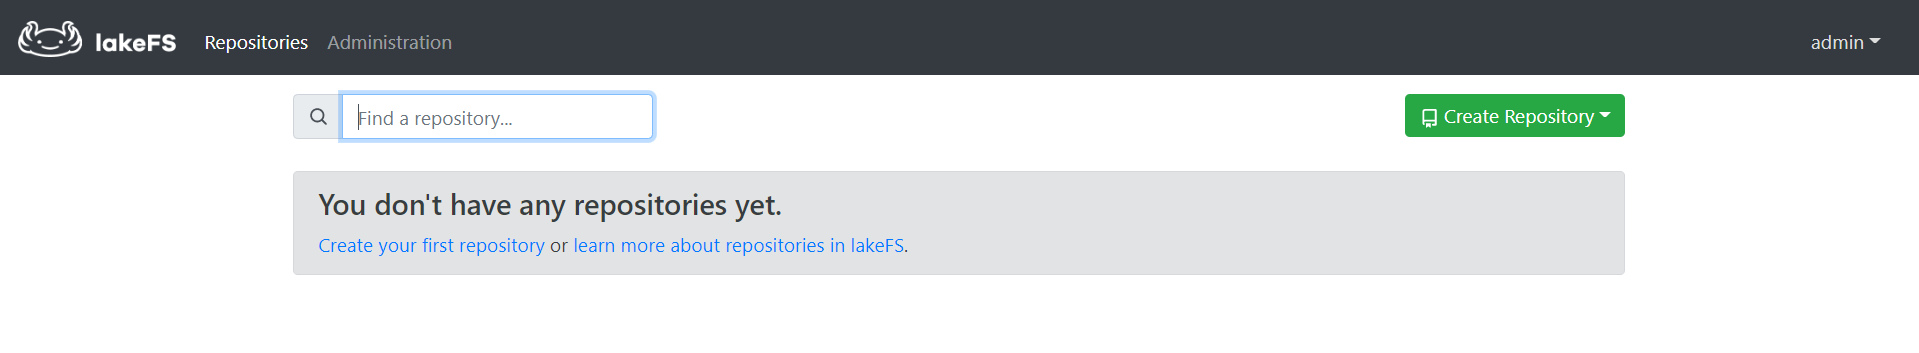 lakeFS Repositories Administration admin
Find a repository...
Create Repository
You don't have any repositories yet.
Create your first repository or learn more about repositories in lakeFS.